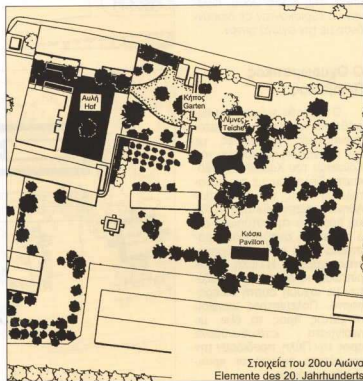 Αυλή
Hof
Κήπος
Garten
Λίμνες
Teiche
Κιόσκι
Pavillon
Στοιχεία του 20ου Αιώνα
Elemente des 20. Jahrhunderts